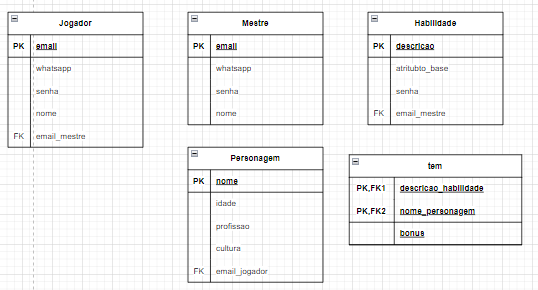 Jogador
PK email
whatsapp
senha
nome
FK email_mestre
Mestre
PK email
whatsapp
senha
nome
Habilidade
PK descricao
atritubto_base
senha
FK email_mestre
Personagem
PK nome
idade
profissao
cultura
FK email_jogador
tem
PK,FK1 descricao_habilidade
PK,FK2 nome_personagem
bonus